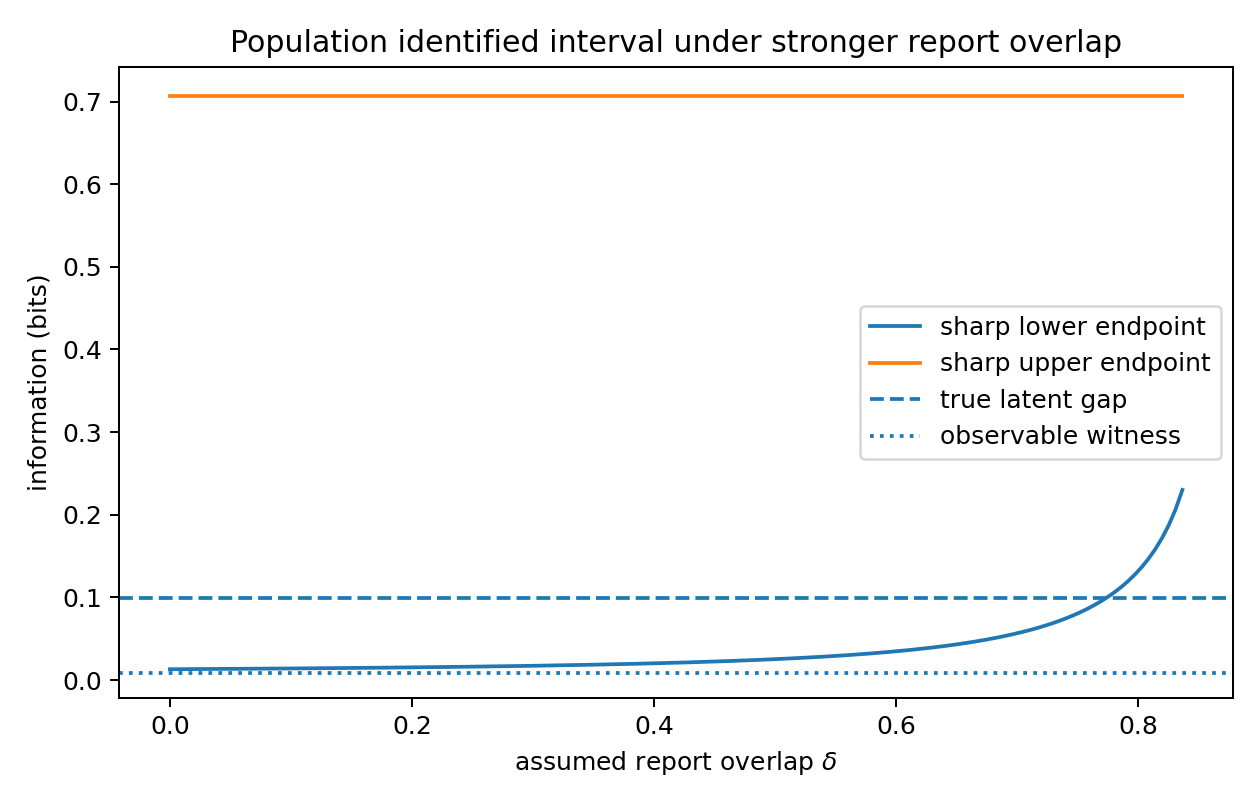 Population identified interval under stronger report overlap
information (bits)
0.7
0.6
0.5
0.4
0.3
0.2
0.1
0.0
sharp lower endpoint
sharp upper endpoint
true latent gap
observable witness
0.0 0.2 0.4 0.6 0.8
assumed report overlap δ